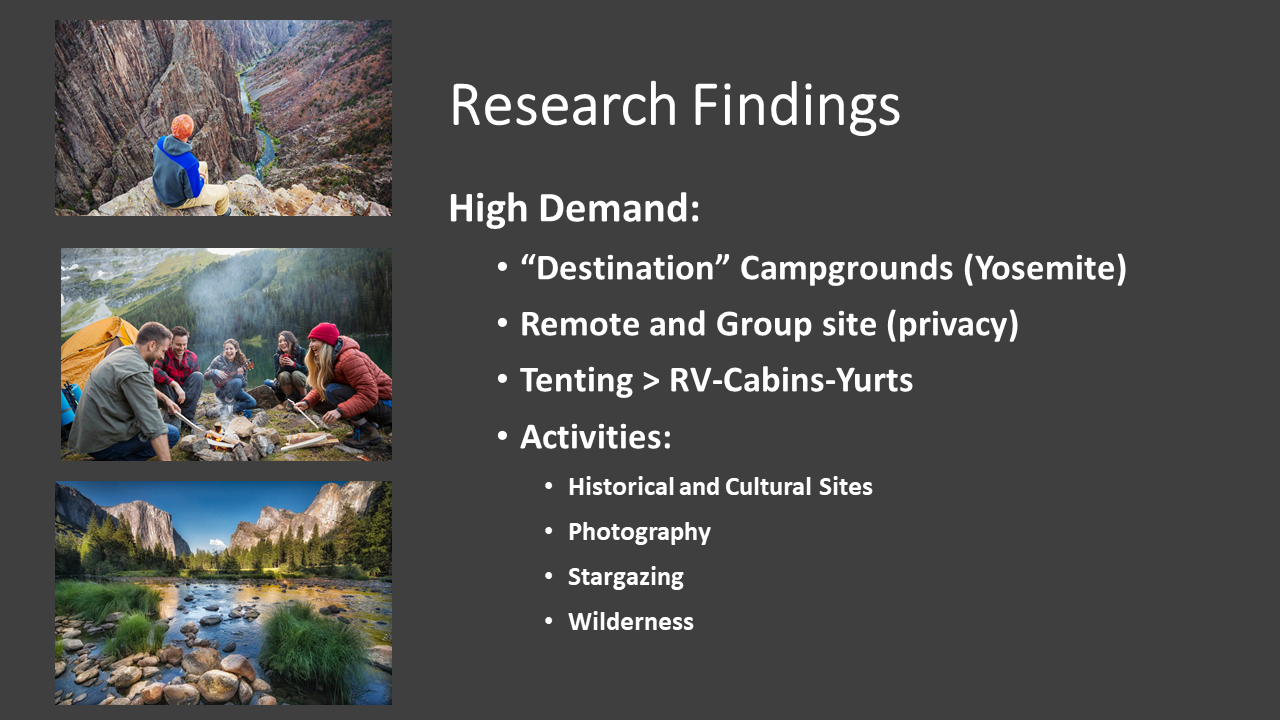 Research Findings
High Demand:
• “Destination” Campgrounds (Yosemite)
• Remote and Group site (privacy)
• Tenting > RV-Cabins-Yurts
• Activities:
• Historical and Cultural Sites
• Photography
• Stargazing
• Wilderness